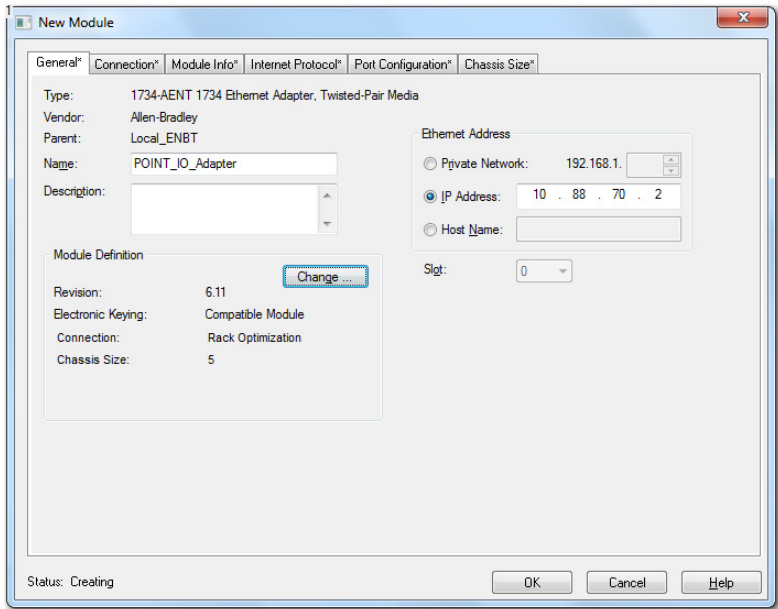 1
New Module
General* Connection* Module Info* Internet Protocol* Port Configuration* Chassis Size*
Type: 1734-AENT 1734 Ethernet Adapter, Twisted-Pair Media
Vendor: Allen-Bradley
Parent: Local_ENBT
Name: POINT_IO_Adapter
Description:
Ethernet Address
Private Network: 192.168.1.
IP Address: 10 . 88 . 70 . 2
Host Name:
Slot: 0
Module Definition
Change ...
Revision: 6.11
Electronic Keying: Compatible Module
Connection: Rack Optimization
Chassis Size: 5
Status: Creating
OK Cancel Help